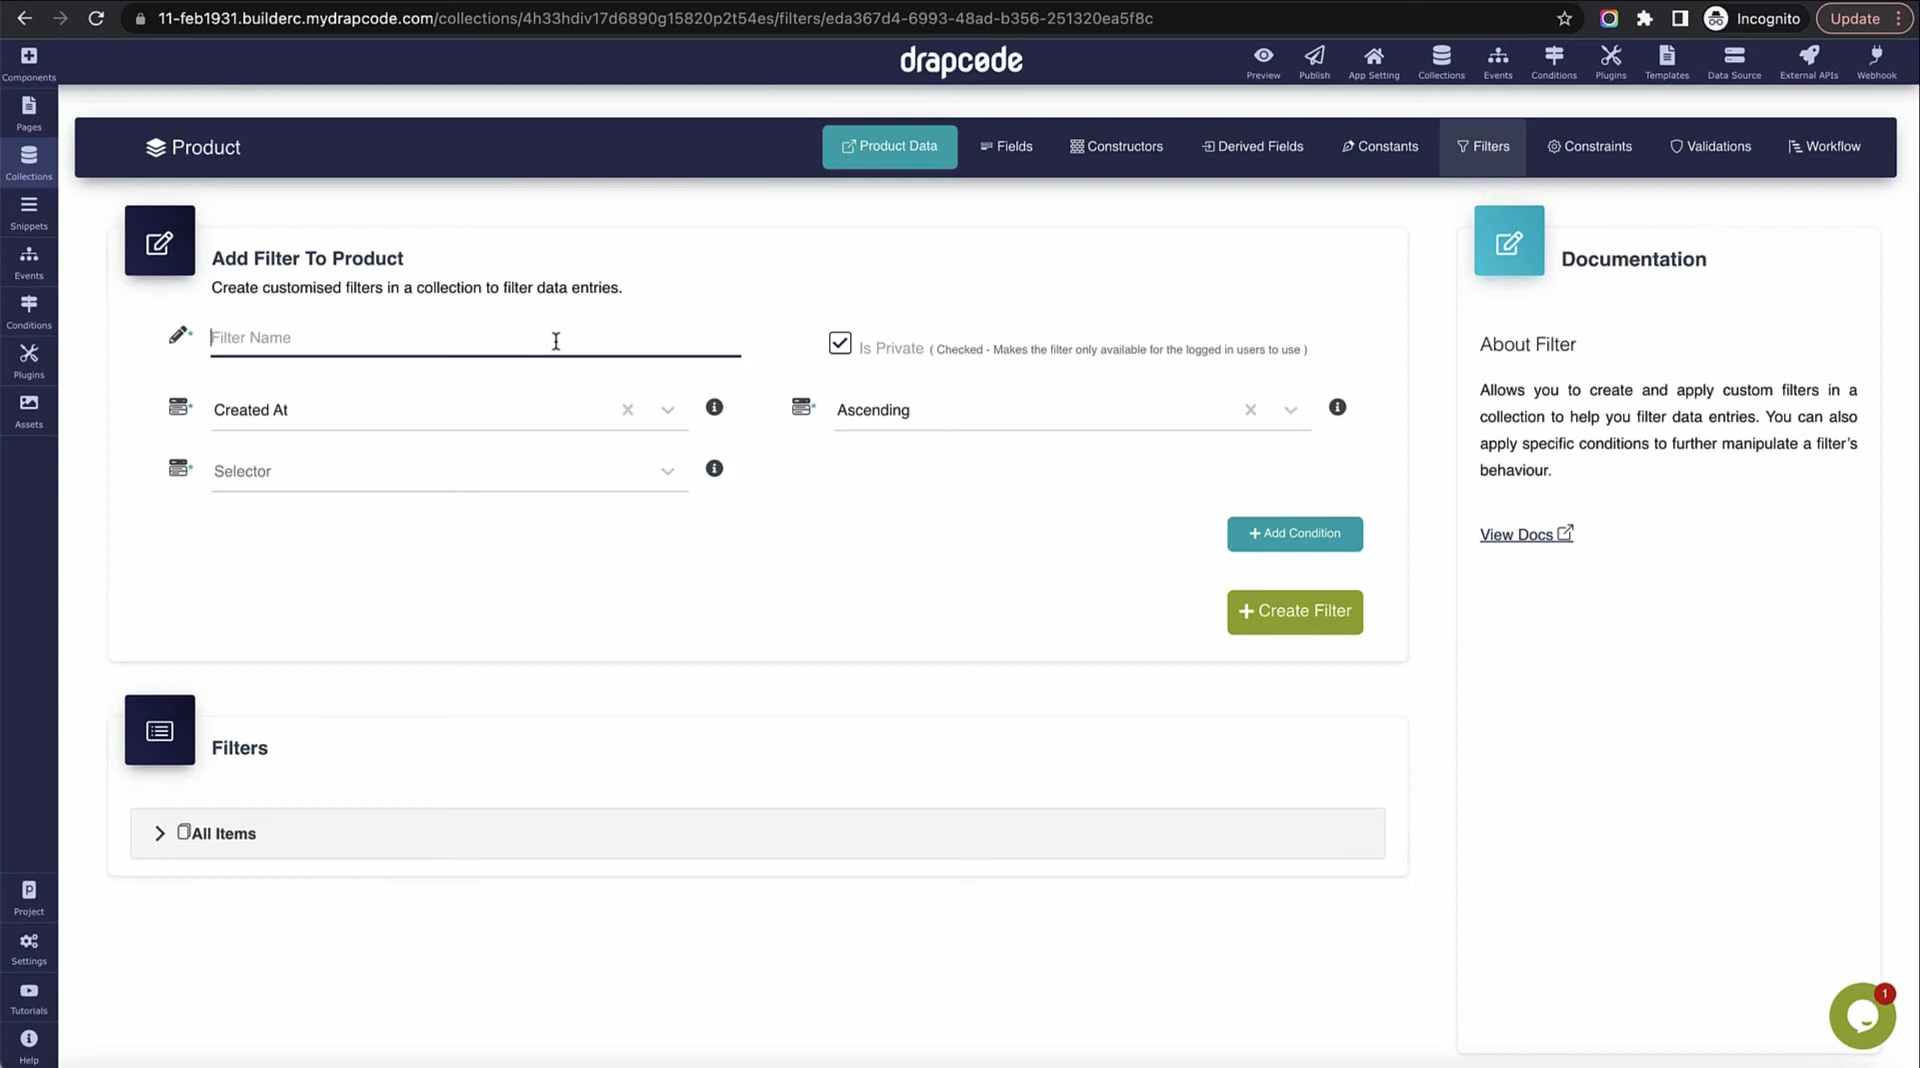 11-feb1931.builderc.mydrapcode.com/collections/4h33hdiv17d6890g15820p2t54es/filters/eda367d4-6993-48ad-b356-251320ea5f8c
Incognito
Update
Components
drapcode
Preview
Publish
App Setting
Collections
Events
Conditions
Plugins
Templates
Data Source
External APIs
Webhook
Pages
Collections
Snippets
Events
Conditions
Plugins
Assets
Project
Settings
Tutorials
Help
Product
Product Data
Fields
Constructors
Derived Fields
Constants
Filters
Constraints
Validations
Workflow
Add Filter To Product
Create customised filters in a collection to filter data entries.
* Filter Name
Is Private ( Checked - Makes the filter only available for the logged in users to use )
* Created At
* Ascending
* Selector
+ Add Condition
+ Create Filter
Filters
All Items
Documentation
About Filter
Allows you to create and apply custom filters in a
collection to help you filter data entries. You can also
apply specific conditions to further manipulate a filter's
behaviour.
View Docs
1